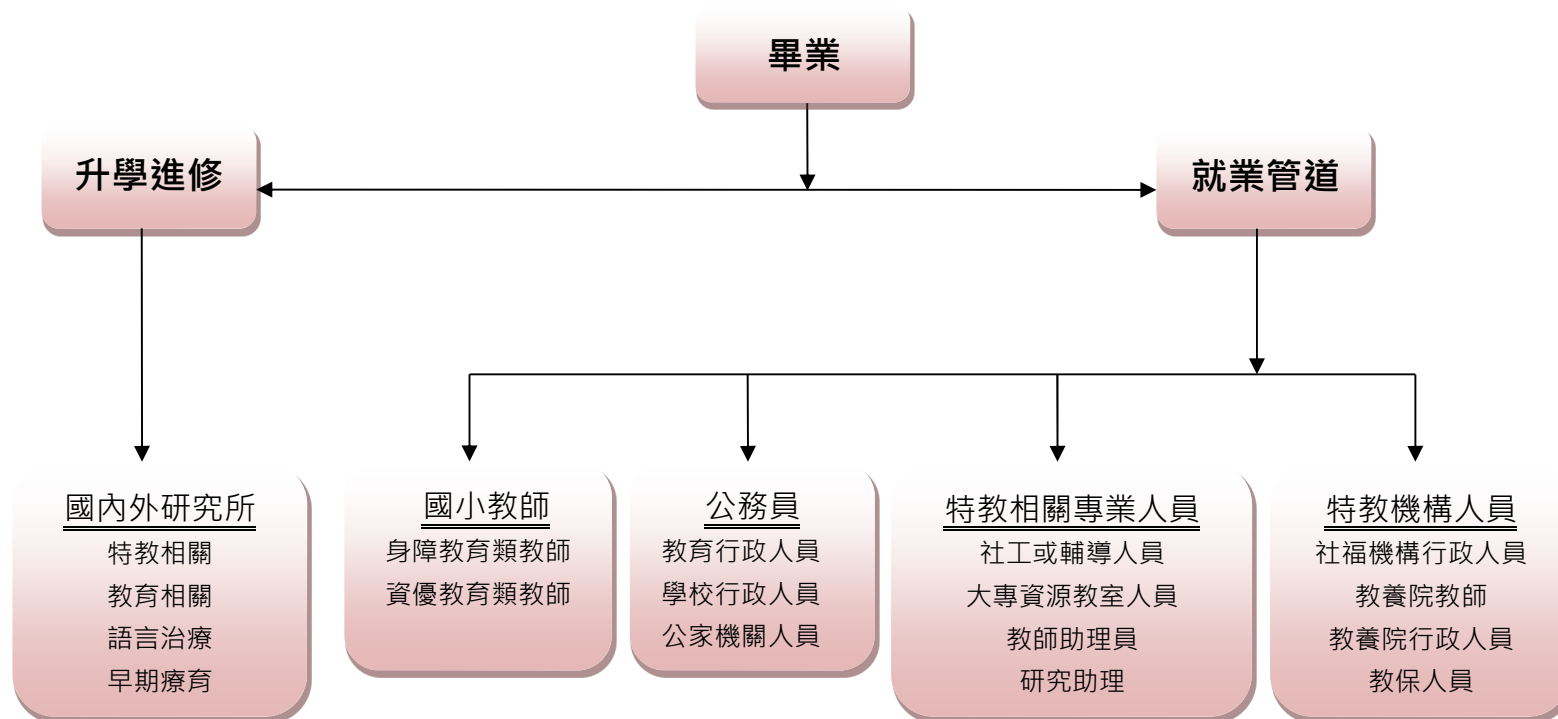 畢業
升學進修
就業管道
國內外研究所
特教相關
教育相關
語言治療
早期療育
國小教師
身障教育類教師
資優教育類教師
公務員
教育行政人員
學校行政人員
公家機關人員
特教相關專業人員
社工或輔導人員
大專資源教室人員
教師助理員
研究助理
特教機構人員
社福機構行政人員
教養院教師
教養院行政人員
教保人員